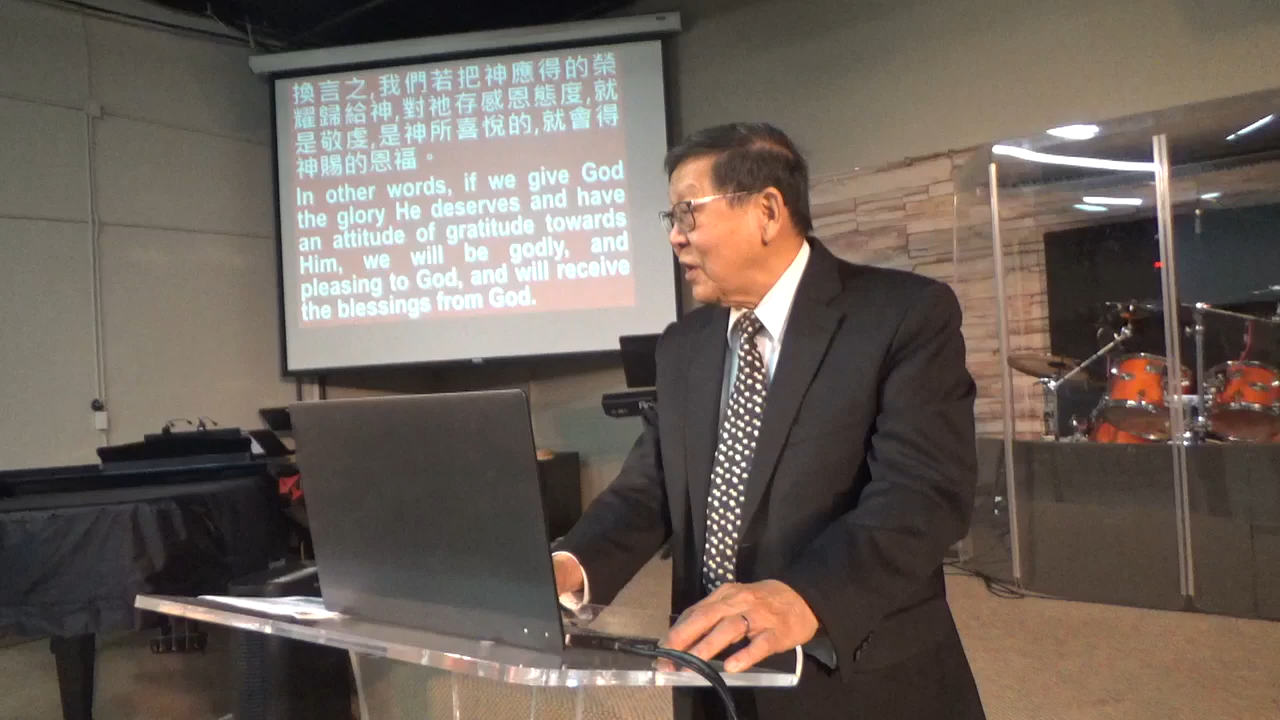 換言之,我們若把神應得的榮
耀歸給神,對祂存感恩態度,就
是敬虔,是神所喜悅的,就會得
神賜的恩福。
In other words, if we give God
the glory He deserves and have
an attitude of gratitude towards
Him, we will be godly, and
pleasing to God, and will receive
the blessings from God.